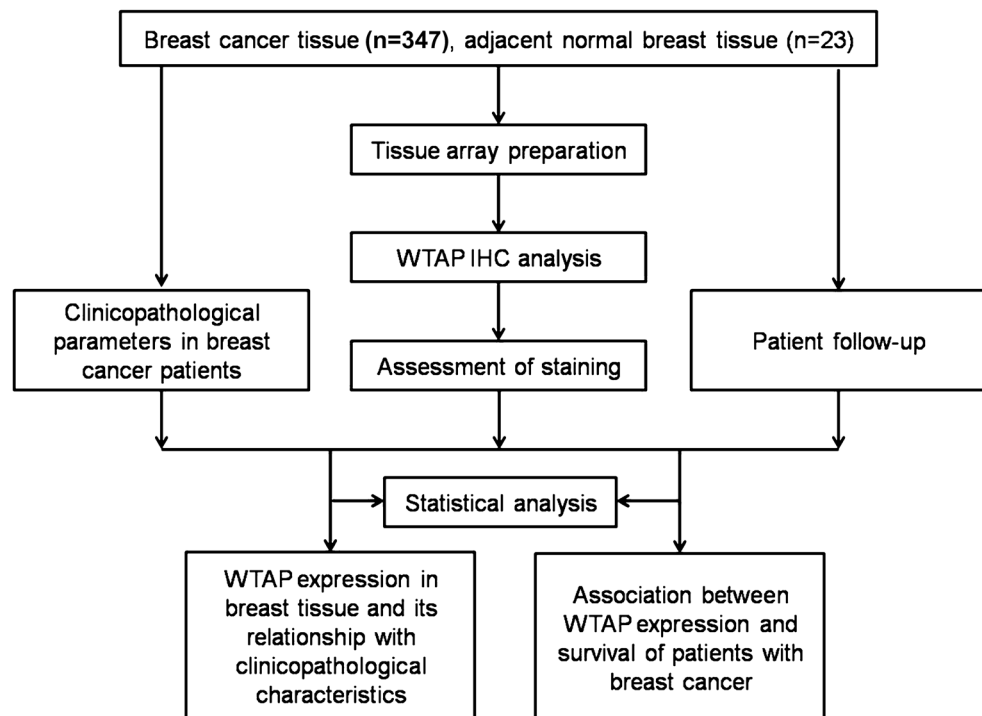 Breast cancer tissue (n=347), adjacent normal breast tissue (n=23)
Tissue array preparation
WTAP IHC analysis
Clinicopathological
parameters in breast
cancer patients
Assessment of staining
Patient follow-up
Statistical analysis
WTAP expression in
breast tissue and its
relationship with
clinicopathological
characteristics
Association between
WTAP expression and
survival of patients with
breast cancer